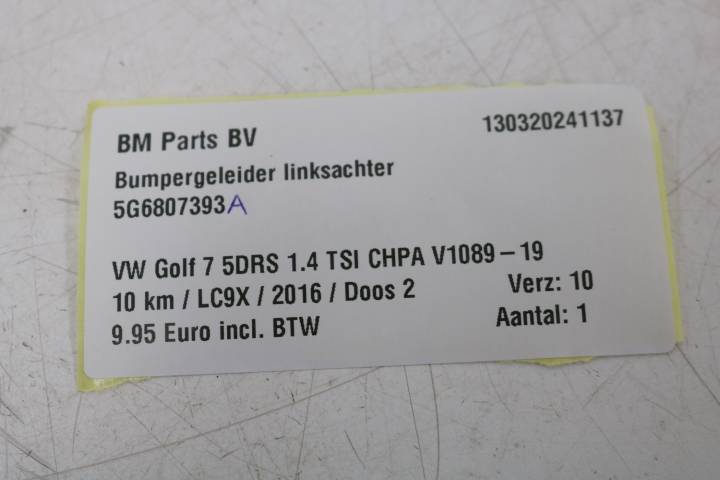 BM Parts BV 130320241137
Bumpergeleider linksachter
5G6807393A
VW Golf 7 5DRS 1.4 TSI CHPA V1089-19
10 km / LC9X / 2016 / Doos 2 Verz: 10
9.95 Euro incl. BTW Aantal: 1